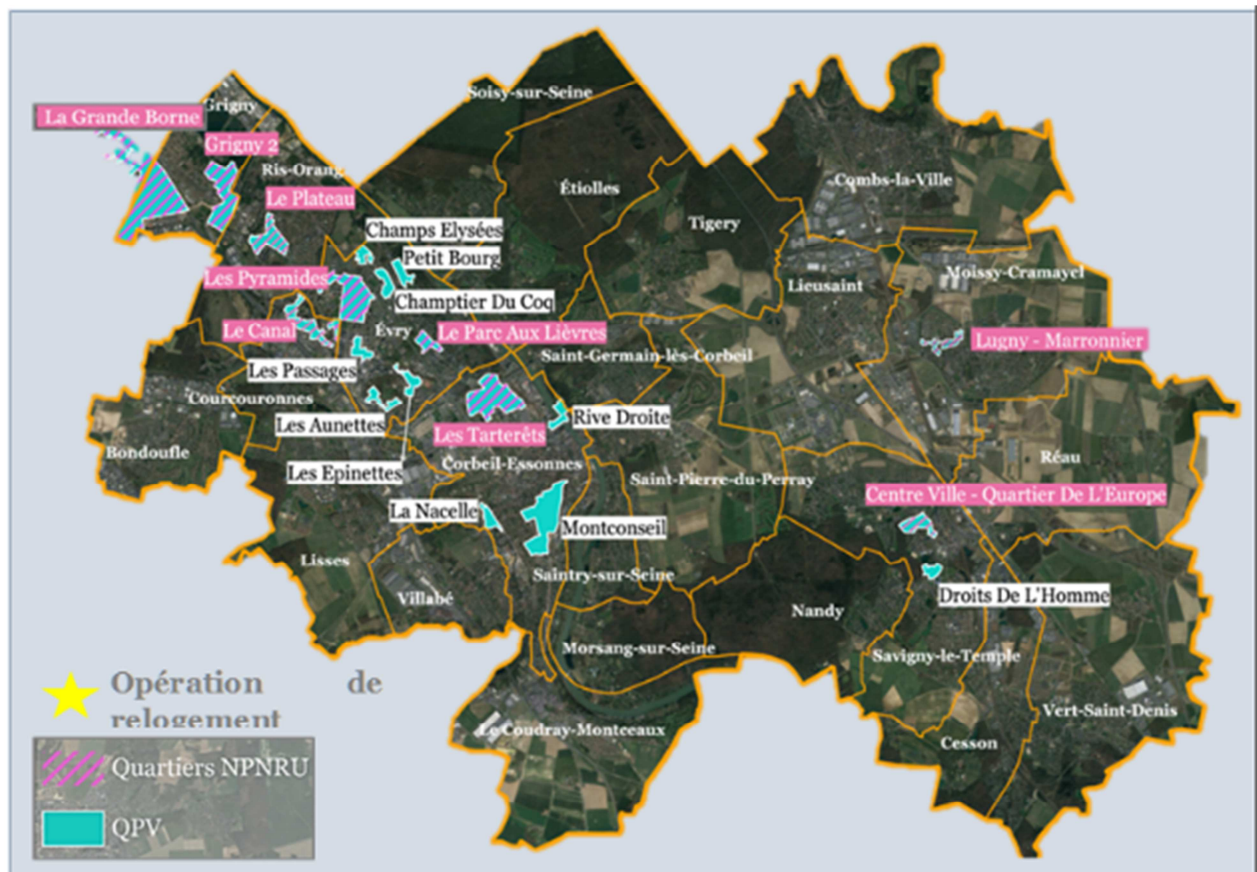 Soisy-sur-Seine
Grigny
La Grande Borne
Grigny 2
Ris-Orang
Étiolles
Combs-la-Ville
Le Plateau
Tigery
Champs Elysées
Petit Bourg
Moissy-Cramayel
Les Pyramides
Lieusaint
Champtier Du Coq
Le Canal
Évry
Le Parc Aux Lièvres
Lugny - Marronnier
Saint-Germain-lès-Corbeil
Les Passages
Courcouronnes
Les Aunettes
Rive Droite
Les Tarterêts
Bondoufle
Réau
Corbeil-Essonnes
Les Epinettes
Saint-Pierre-du-Perray
Centre Ville - Quartier De L'Europe
La Nacelle
Montconseil
Lisses
Saintry-sur-Seine
Villabé
Droits De L'Homme
Nandy
Morsang-sur-Seine
Savigny-le-Temple
Opération de
relogement
Vert-Saint-Denis
Le Coudray-Montceaux
Cesson
Quartiers NPNRU
QPV